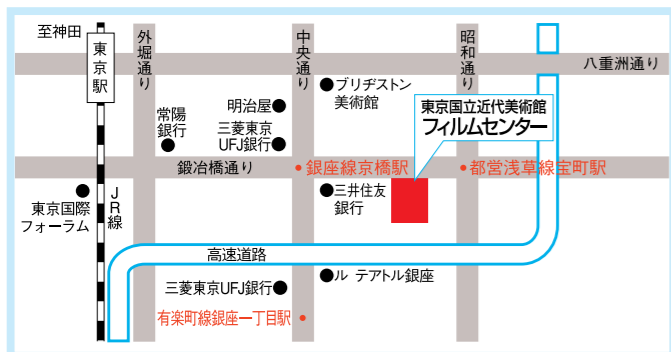 至神田
東京駅
外堀通り
中央通り
昭和通り
八重洲通り
ブリヂストン
美術館
明治屋
常陽
銀行
三菱東京
UFJ銀行
東京国立近代美術館
フィルムセンター
鍛冶橋通り
銀座線京橋駅
都営浅草線宝町駅
東京国際
フォーラム
JR線
三井住友
銀行
高速道路
ル テアトル銀座
三菱東京UFJ銀行
有楽町線銀座一丁目駅